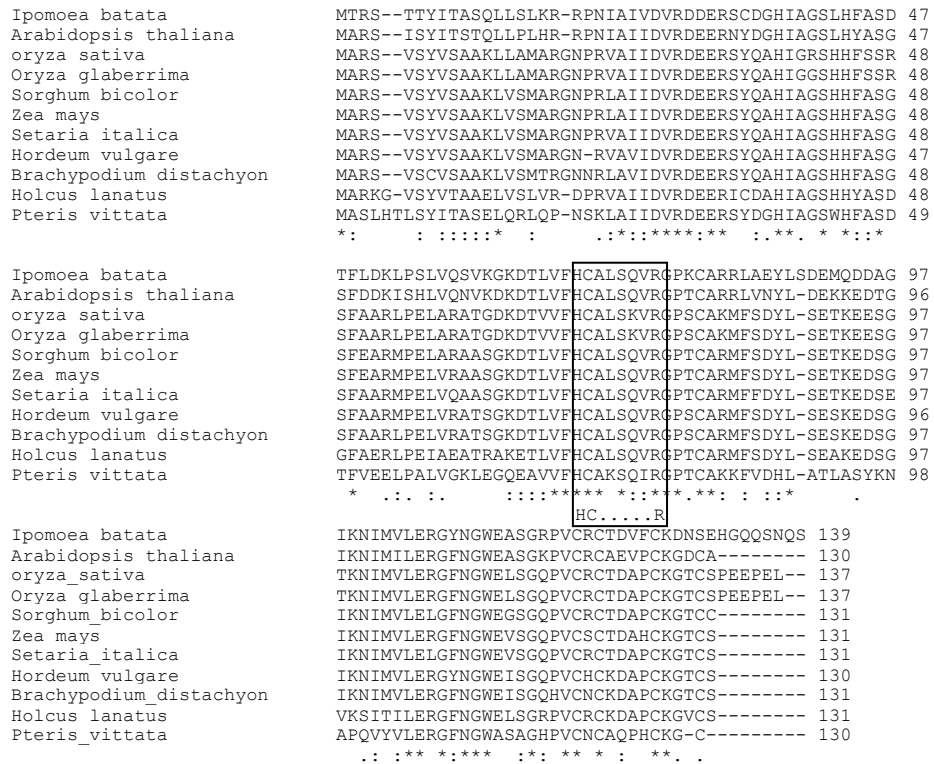 Ipomoea batata MTRS--TTYITASQLLSLKR-RPNIAIVDVRDDERSCDGHIAGSLHFASD 47
Arabidopsis thaliana MARS--ISYITSTQLLPLHR-RPNIAIIDVRDEERNYDGHIAGSLHYASG 47
oryza sativa MARS--VSYVSAAKLLAMARGNPRVAIIDVRDEERSYQAHIGRSHHFSSR 48
Oryza glaberrima MARS--VSYVSAAKLLAMARGNPRVAIIDVRDEERSYQAHIGGSHHFSSR 48
Sorghum bicolor MARS--VSYVSAAKLVSMARGNPRLAIIDVRDEERSYQAHIAGSHHFASG 48
Zea mays MARS--VSYVSAAKLVSMARGNPRLAIIDVRDEERSYQAHIAGSHHFASG 48
Setaria italica MARS--VSYVSAAKLVSMARGNPRVAIIDVRDEERSYQAHIAGSHHFASG 48
Hordeum vulgare MARS--VSYVSAAKLVSMARGN-RVAVIDVRDEERSYQAHIAGSHHFASG 47
Brachypodium distachyon MARS--VSCVSAAKLVSMTRGNNRLAVIDVRDEERSYQAHIAGSHHFASG 48
Holcus lanatus MARKG-VSYVTAAELVSLVR-DPRVAIIDVRDEERICDAHIAGSHHYASD 48
Pteris vittata MASLHTLSYITASELQRLQP-NSKLAIIDVRDEERSYDGHIAGSWHFASD 49
*: : :::::* : .:*::****:** :.**. * *::*
Ipomoea batata TFLDKLPSLVQSVKGKDTLVFHCALSQVRGPKCARRLAEYLSDEMQDDAG 97
Arabidopsis thaliana SFDDKISHLVQNVKDKDTLVFHCALSQVRGPTCARRLVNYL-DEKKEDTG 96
oryza sativa SFAARLPELARATGDKDTVVFHCALSKVRGPSCAKMFSDYL-SETKEESG 97
Oryza glaberrima SFAARLPELARATGDKDTVVFHCALSKVRGPSCAKMFSDYL-SETKEESG 97
Sorghum bicolor SFEARMPELARAASGKDTLVFHCALSQVRGPTCARMFSDYL-SETKEDSG 97
Zea mays SFEARMPELVRAASGKDTLVFHCALSQVRGPTCARMFSDYL-SETKEDSG 97
Setaria italica SFAARMPELVQAASGKDTLVFHCALSQVRGPTCARMFFDYL-SETKEDSE 97
Hordeum vulgare SFAARMPELVRATSGKDTLVFHCALSQVRGPSCARMFSDYL-SESKEDSG 96
Brachypodium distachyon SFAARLPELVRATSGKDTLVFHCALSQVRGPSCARMFSDYL-SESKEDSG 97
Holcus lanatus GFAERLPEIAEATRAKETLVFHCALSQVRGPTCARMFSDYL-SEAKEDSG 97
Pteris vittata TFVEELPALVGKLEGQEAVVFHCAKSQIRGPTCAKKFVDHL-ATLASYKN 98
* .:. :. ::::***** *::***.**: : ::* .
HC.....R
Ipomoea batata IKNIMVLERGYNGWEASGRPVCRCTDVFCKDNSEHGQQSNQS 139
Arabidopsis thaliana IKNIMVLERGFNGWEASGKPVCRCAEVPCKGDCA-------- 130
oryza_sativa TKNIMVLERGFNGWELSGQPVCRCTDAPCKGTCSPEEPEL-- 137
Oryza glaberrima TKNIMVLERGFNGWELSGQPVCRCTDAPCKGTCSPEEPEL-- 137
Sorghum_bicolor IKNIMVLELGFNGWEGSGQPVCRCTDAPCKGTCC-------- 131
Zea mays IKNIMVLERGFNGWEVSGQPVCSCTDAHCKGTCS-------- 131
Setaria_italica IKNIMVLELGFNGWEVSGQPVCRCTDAPCKGTCS-------- 131
Hordeum vulgare IKNIMVLERGFNGWEISGQPVCHCKDAPCKGTCS-------- 130
Brachypodium_distachyon IKNIMVLERGFNGWEISGQHVCNCKDAPCKGTCS-------- 131
Holcus lanatus VKSITILERGFNGWELSGRPVCRCKDAPCKGVCS-------- 131
Pteris_vittata APQVYVLERGFNGWASAGHPVCNCAQPHCKG-C--------- 130
.: :** *:*** :*: ** * : **. .